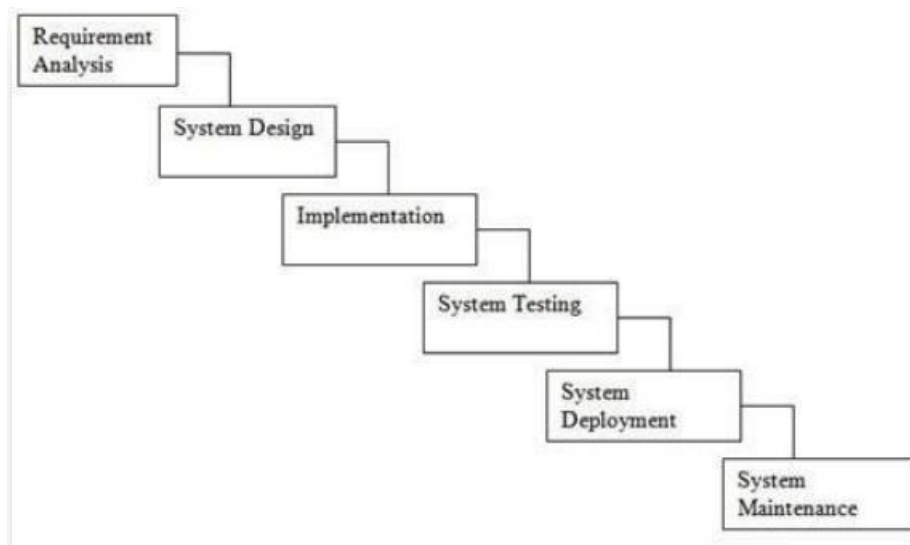 Requirement
Analysis
System Design
Implementation
System Testing
System
Deployment
System
Maintenance